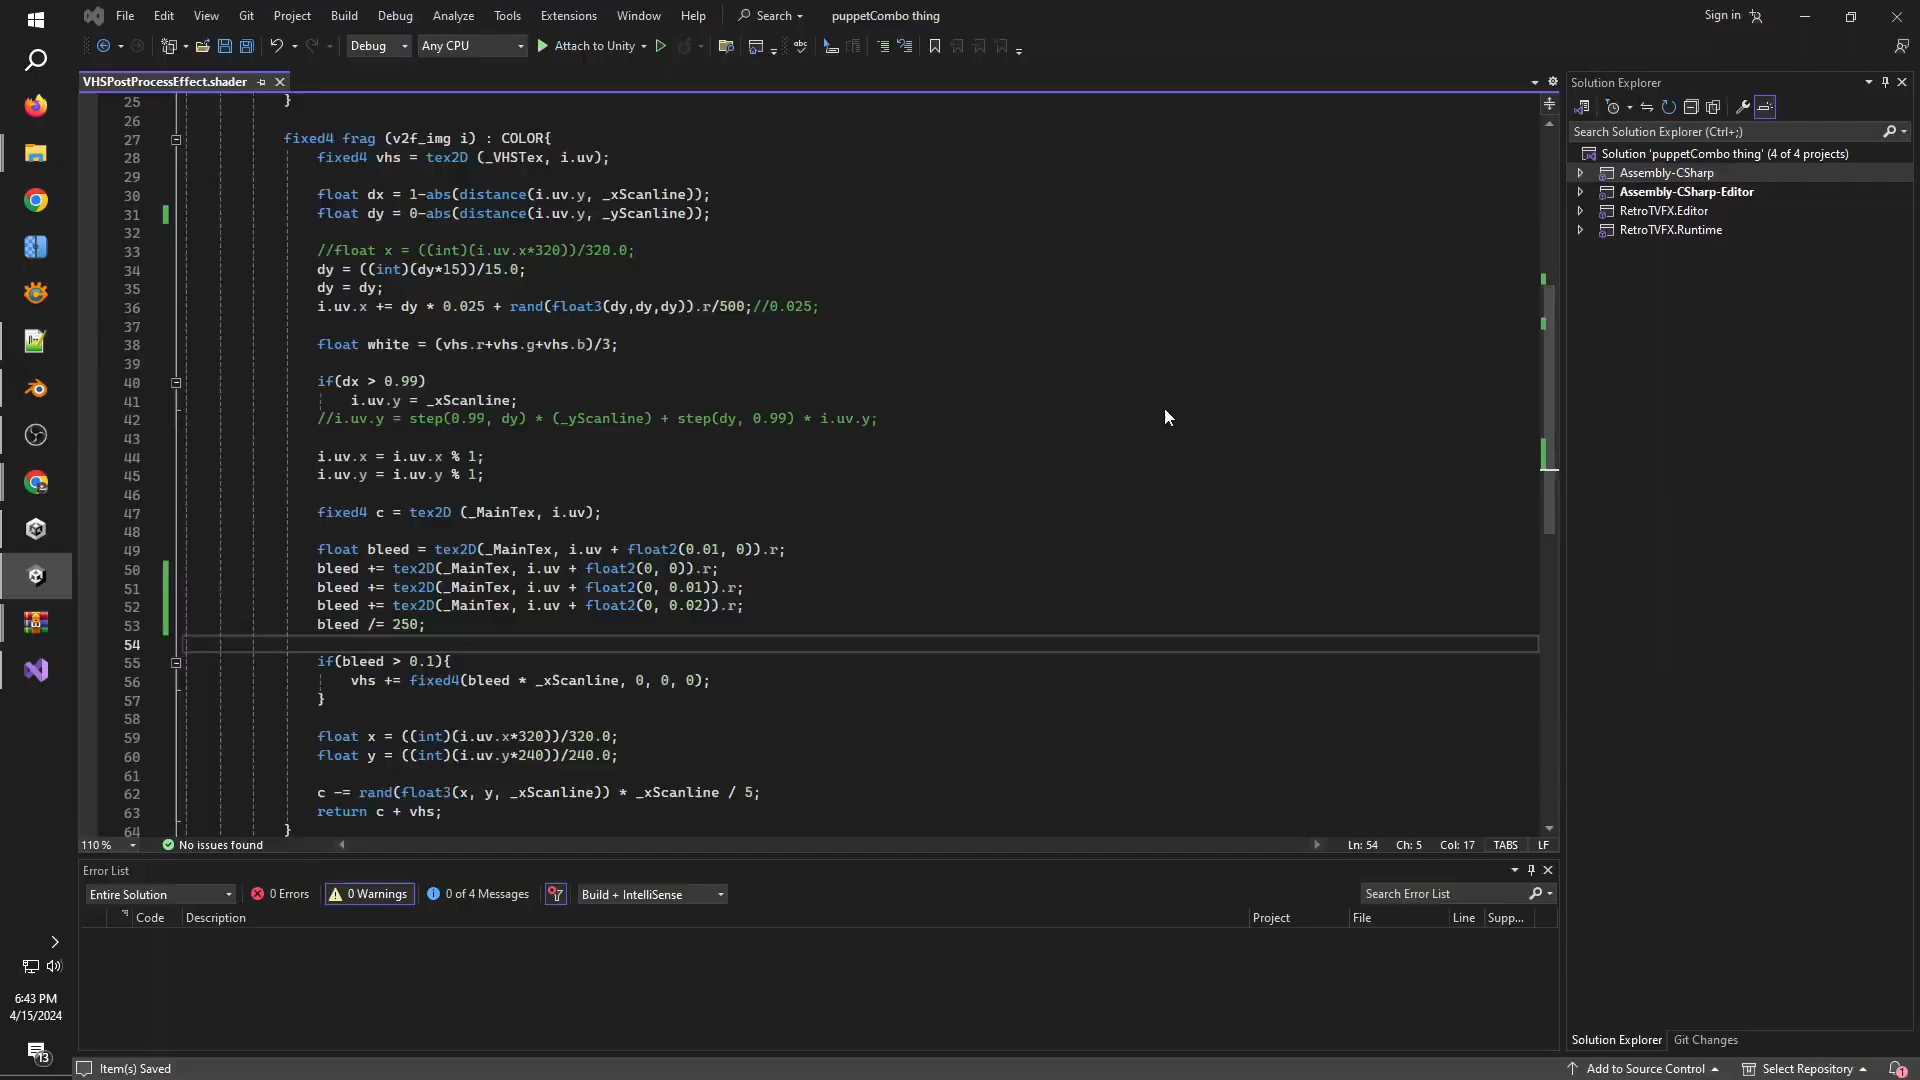 File Edit View Git Project Build Debug Analyze Tools Extensions Window Help Search puppetCombo thing Sign in
Debug Any CPU Attach to Unity
VHSPostProcessEffect.shader
25 }
26
27 fixed4 frag (v2f_img i) : COLOR{
28 fixed4 vhs = tex2D (_VHSTex, i.uv);
29
30 float dx = 1-abs(distance(i.uv.y, _xScanline));
31 float dy = 0-abs(distance(i.uv.y, _yScanline));
32
33 //float x = ((int)(i.uv.x*320))/320.0;
34 dy = ((int)(dy*15))/15.0;
35 dy = dy;
36 i.uv.x += dy * 0.025 + rand(float3(dy,dy,dy)).r/500;//0.025;
37
38 float white = (vhs.r+vhs.g+vhs.b)/3;
39
40 if(dx > 0.99)
41 i.uv.y = _xScanline;
42 //i.uv.y = step(0.99, dy) * (_yScanline) + step(dy, 0.99) * i.uv.y;
43
44 i.uv.x = i.uv.x % 1;
45 i.uv.y = i.uv.y % 1;
46
47 fixed4 c = tex2D (_MainTex, i.uv);
48
49 float bleed = tex2D(_MainTex, i.uv + float2(0.01, 0)).r;
50 bleed += tex2D(_MainTex, i.uv + float2(0, 0)).r;
51 bleed += tex2D(_MainTex, i.uv + float2(0, 0.01)).r;
52 bleed += tex2D(_MainTex, i.uv + float2(0, 0.02)).r;
53 bleed /= 250;
54
55 if(bleed > 0.1){
56 vhs += fixed4(bleed * _xScanline, 0, 0, 0);
57 }
58
59 float x = ((int)(i.uv.x*320))/320.0;
60 float y = ((int)(i.uv.y*240))/240.0;
61
62 c -= rand(float3(x, y, _xScanline)) * _xScanline / 5;
63 return c + vhs;
64 }
110 % No issues found Ln: 54 Ch: 5 Col: 17 TABS LF
Error List
Entire Solution 0 Errors 0 Warnings 0 of 4 Messages Build + IntelliSense Search Error List
Code Description Project File Line Supp...
Solution Explorer
Search Solution Explorer (Ctrl+;)
Solution 'puppetCombo thing' (4 of 4 projects)
Assembly-CSharp
Assembly-CSharp-Editor
RetroTVFX.Editor
RetroTVFX.Runtime
Solution Explorer Git Changes
6:43 PM
4/15/2024
13
Item(s) Saved Add to Source Control Select Repository 1